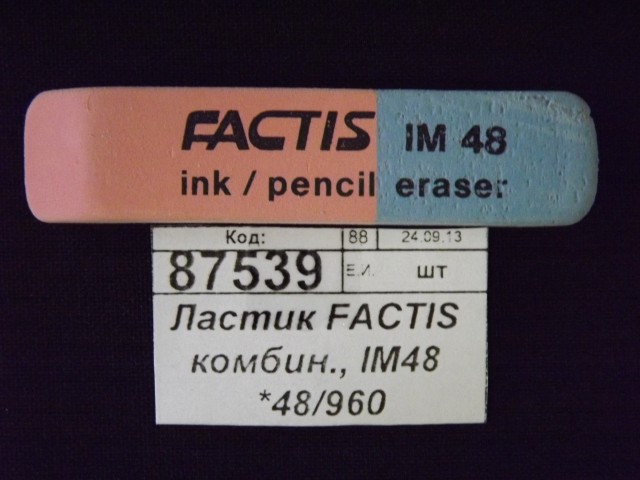 FACTIS IM 48
ink / pencil eraser
Код: 88 24.09.13
87539 Е.И. шт
Ластик FACTIS
комбин., IM48
*48/960